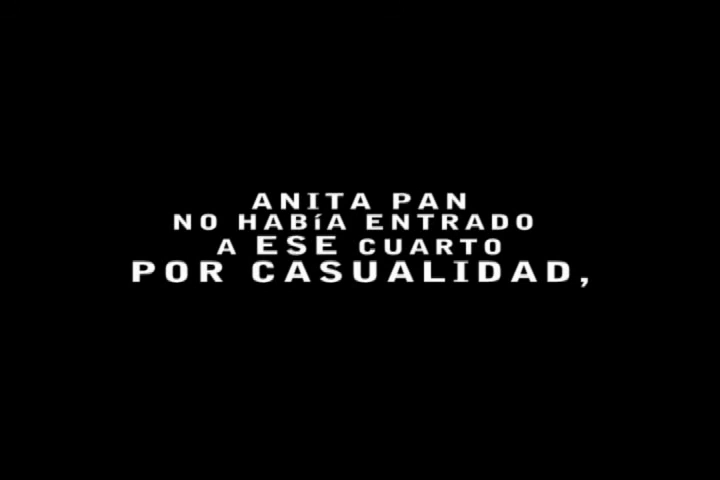 ANITA PAN
NO HABíA ENTRADO
A ESE CUARTO
POR CASUALIDAD,